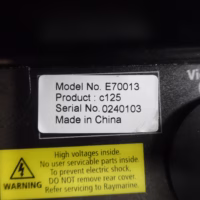 Model No. E70013
Product : c125
Serial No. 0240103
Made in China
High voltages inside.
No user serviceable parts inside.
To prevent electric shock,
DO NOT remove rear cover.
Refer servicing to Raymarine.
WARNING